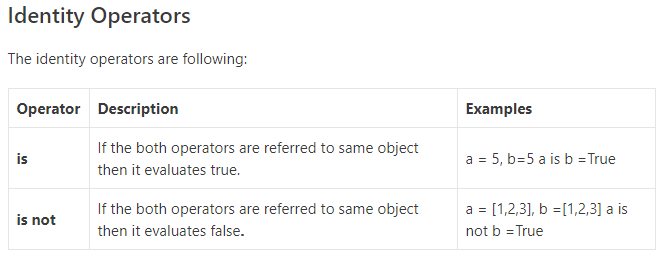 Identity Operators
The identity operators are following:
Operator Description Examples
is
If the both operators are referred to same object
then it evaluates true.
a = 5, b=5 a is b =True
is not
If the both operators are referred to same object
then it evaluates false.
a = [1,2,3], b =[1,2,3] a is
not b =True